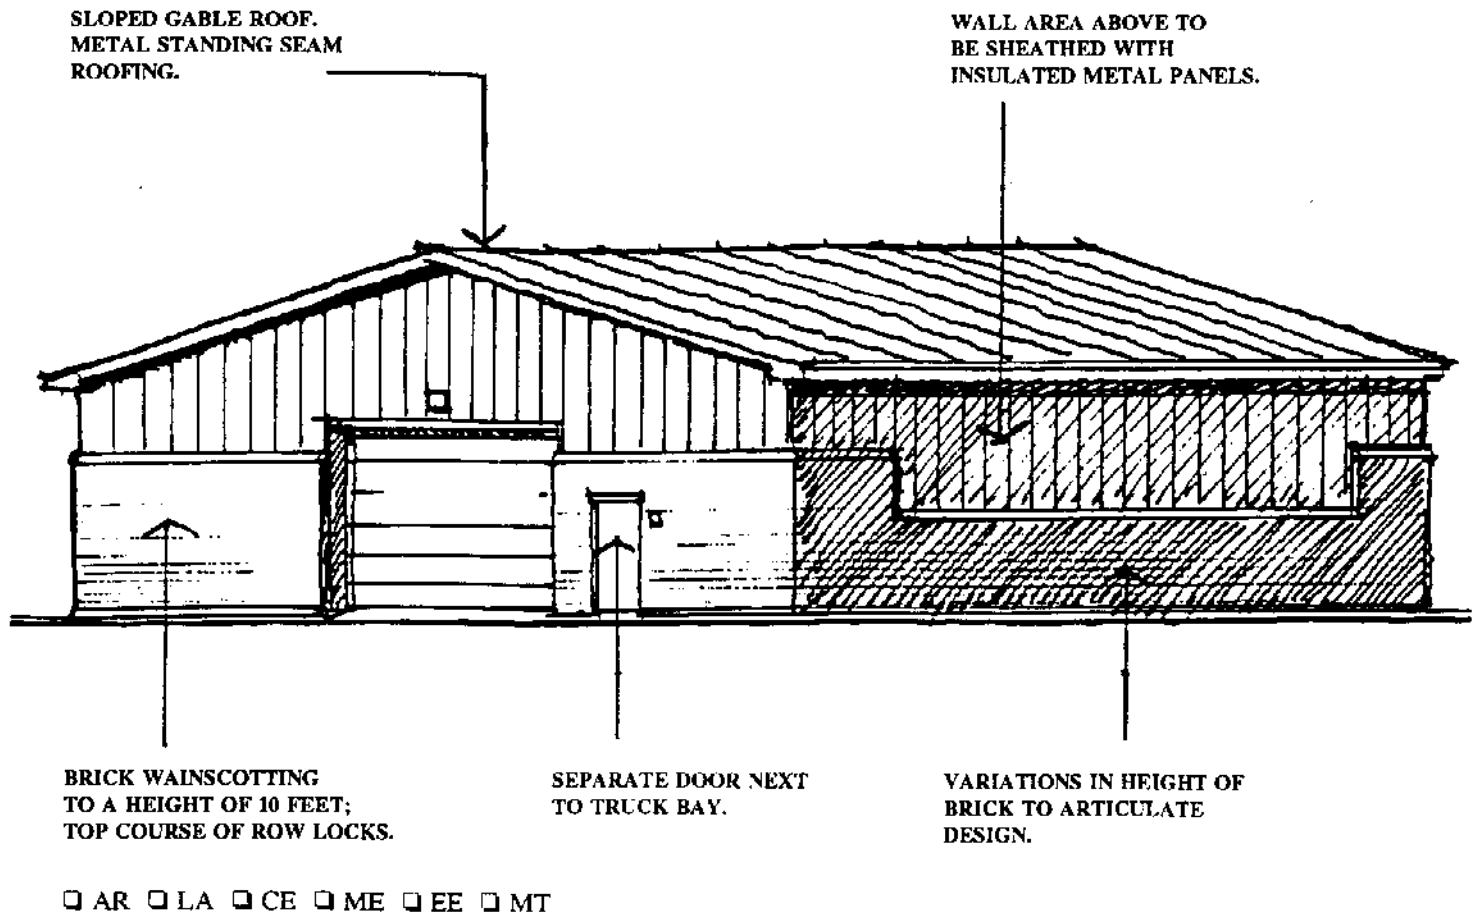 SLOPED GABLE ROOF.
METAL STANDING SEAM
ROOFING.
WALL AREA ABOVE TO
BE SHEATHED WITH
INSULATED METAL PANELS.
BRICK WAINSCOTTING
TO A HEIGHT OF 10 FEET;
TOP COURSE OF ROW LOCKS.
SEPARATE DOOR NEXT
TO TRUCK BAY.
VARIATIONS IN HEIGHT OF
BRICK TO ARTICULATE
DESIGN.
❑ AR ❑ LA ❑ CE ❑ ME ❑ EE ❑ MT